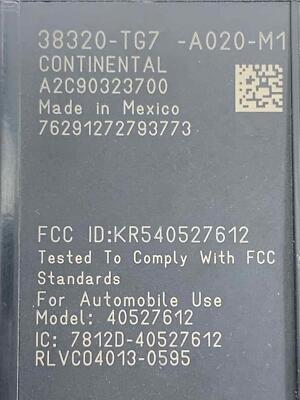 38320-TG7 -A020-M1
CONTINENTAL
A2C90323700
Made in Mexico
76291272793773
FCC ID:KR540527612
Tested To Comply With FCC
Standards
For Automobile Use
Model: 40527612
IC: 7812D-40527612
RLVCO4013-0595